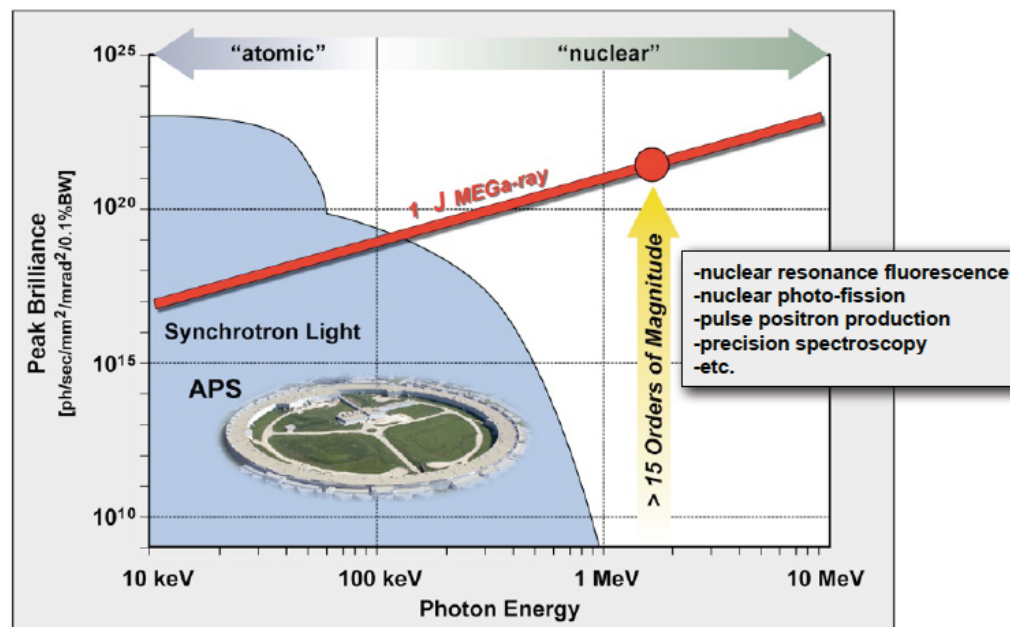 “atomic” “nuclear”
10²⁵
10²⁰
10¹⁵
10¹⁰
Peak Brilliance
[ph/sec/mm²/mrad²/0.1%BW]
1 J MEGa-ray
Synchrotron Light
APS
> 15 Orders of Magnitude
-nuclear resonance fluorescence
-nuclear photo-fission
-pulse positron production
-precision spectroscopy
-etc.
10 keV 100 keV 1 MeV 10 MeV
Photon Energy